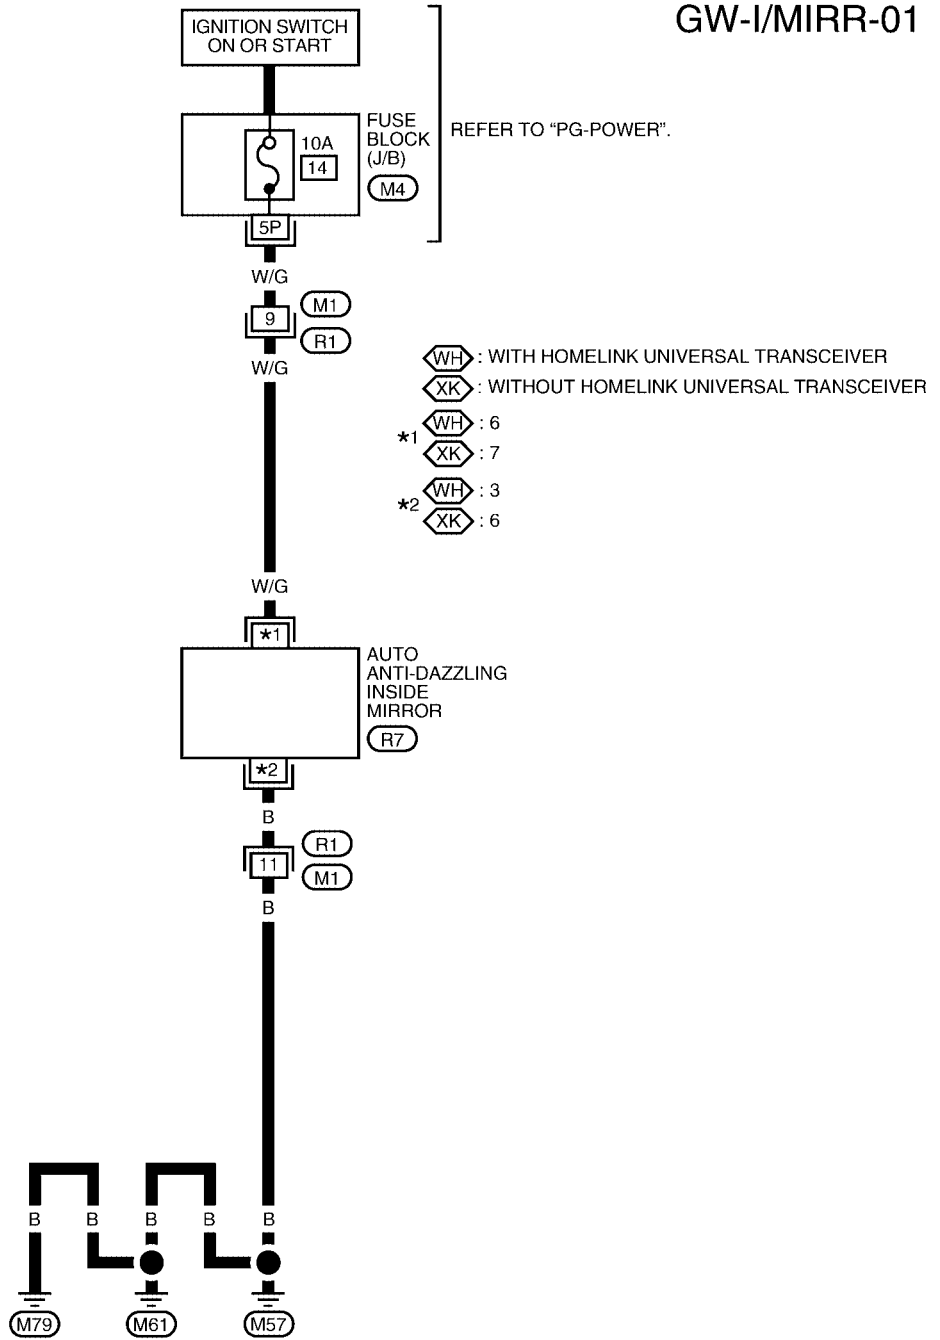 GW-I/MIRR-01
IGNITION SWITCH
ON OR START
FUSE
BLOCK
(J/B)
M4
10A
14
REFER TO “PG-POWER”.
5P
W/G
9
M1
R1
W/G
WH : WITH HOMELINK UNIVERSAL TRANSCEIVER
XK : WITHOUT HOMELINK UNIVERSAL TRANSCEIVER
*1
WH : 6
XK : 7
*2
WH : 3
XK : 6
W/G
*1
AUTO
ANTI-DAZZLING
INSIDE
MIRROR
R7
*2
B
R1
11
M1
B
B B B B B
M79 M61 M57